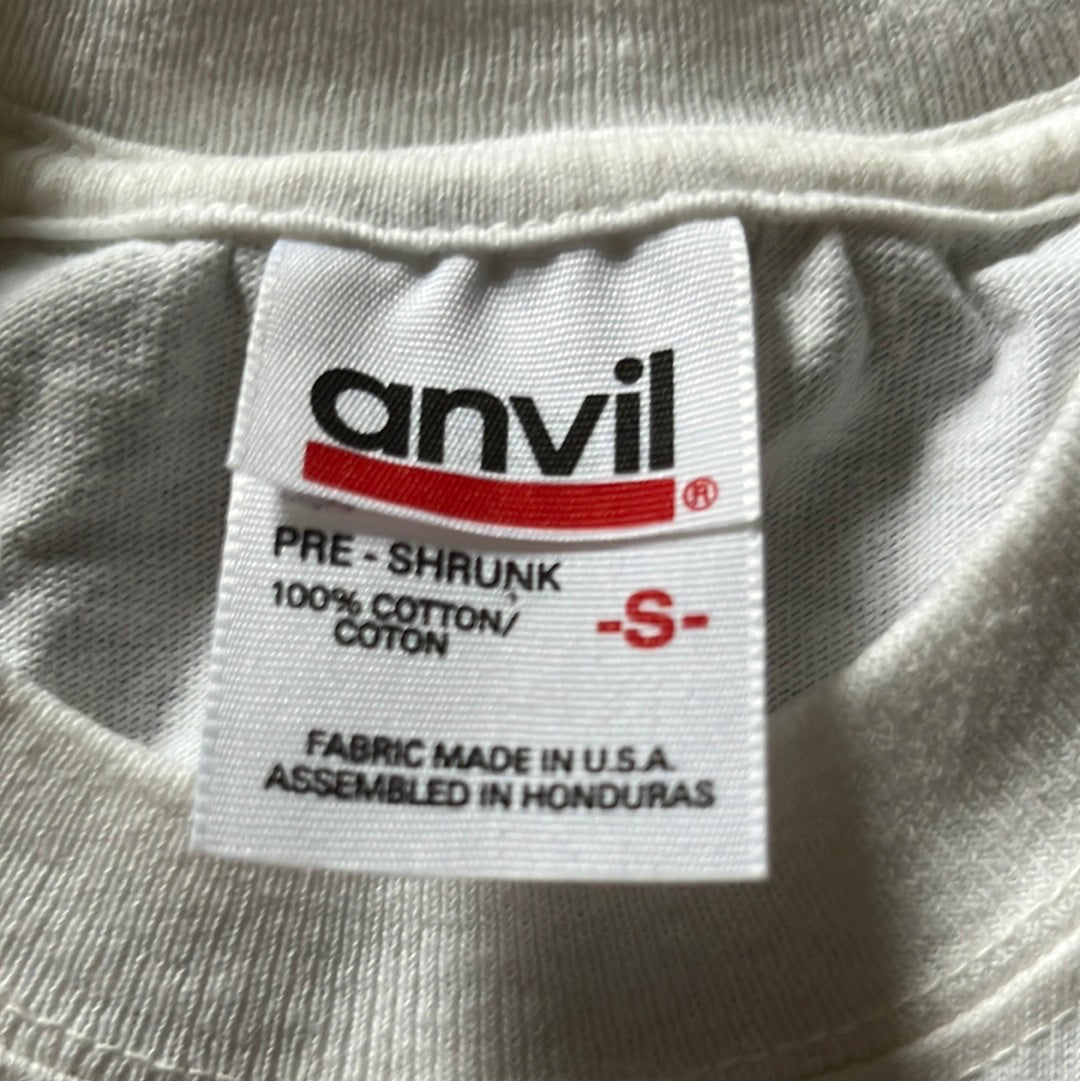 anvil®
PRE - SHRUNK
100% COTTON/
COTON
-S-
FABRIC MADE IN U.S.A.
ASSEMBLED IN HONDURAS